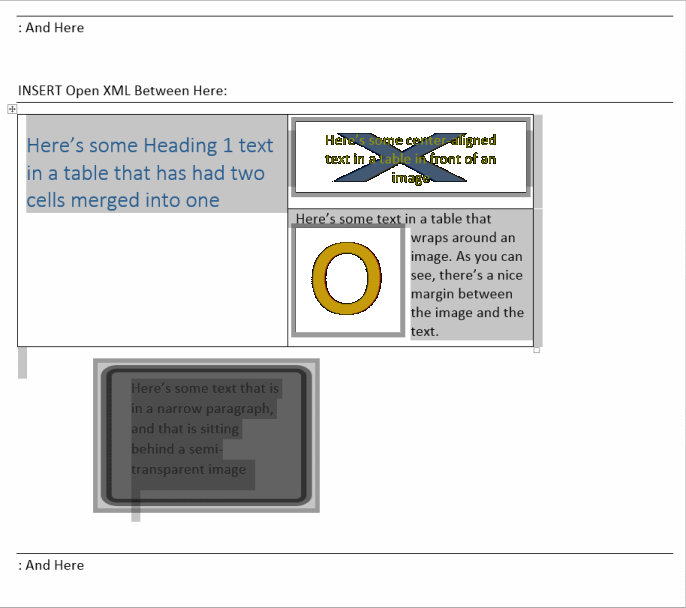 : And Here
INSERT Open XML Between Here:
Here's some Heading 1 text
in a table that has had two
cells merged into one
Here's some center aligned
text in a table in front of an
image
Here's some text in a table that
wraps around an
image. As you can
see, there's a nice
margin between
the image and the
text.
X
O
Here's some text that is
in a narrow paragraph,
and that is sitting
behind a semi-
transparent image
: And Here